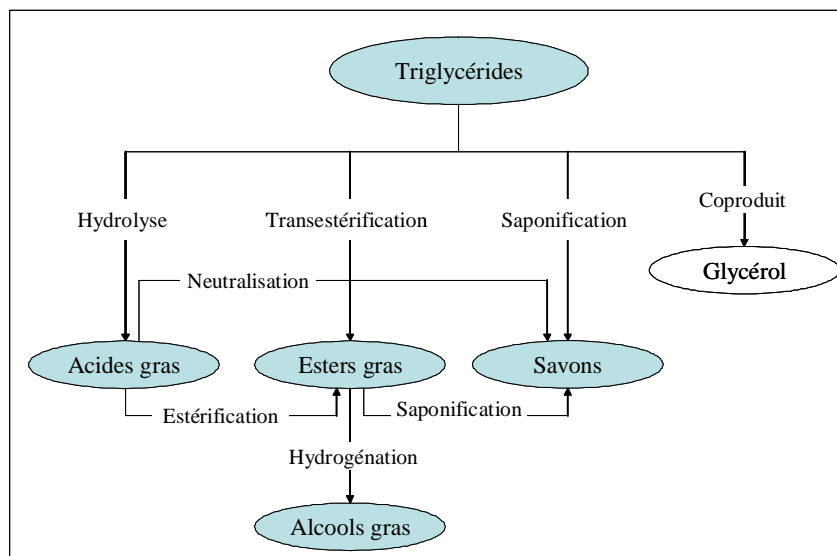 Triglycérides
Coproduit
Hydrolyse
Transestérification
Saponification
Glycérol
Neutralisation
Acides gras
Esters gras
Savons
Estérification
Saponification
Hydrogénation
Alcools gras